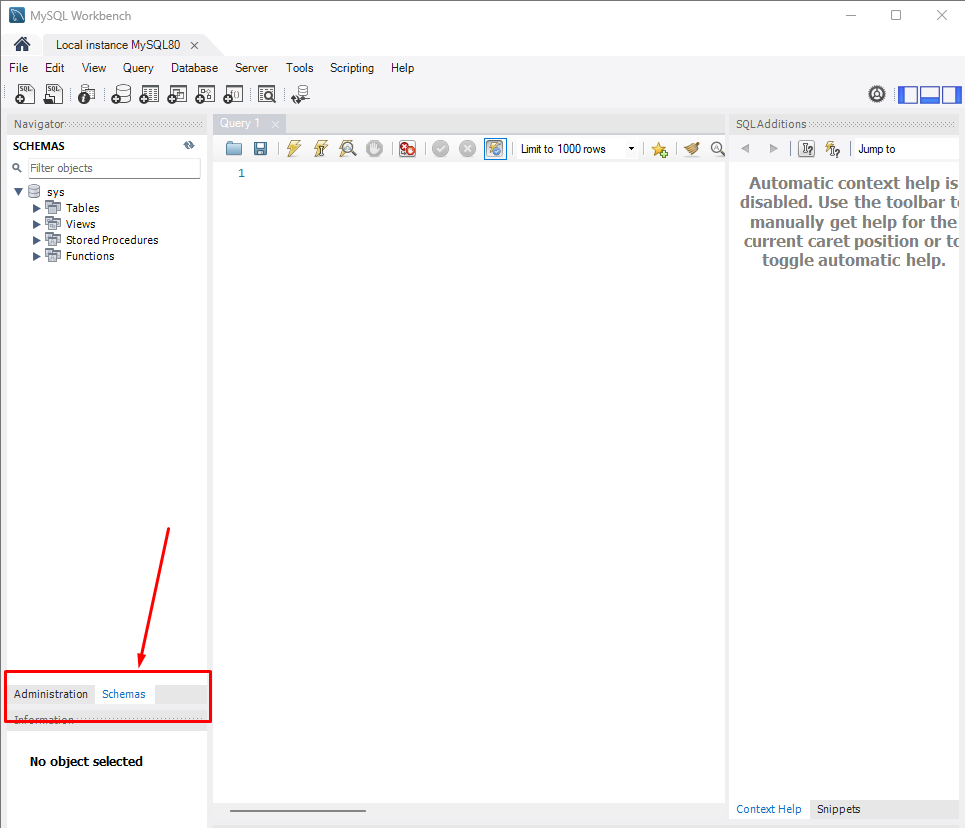 MySQL Workbench
Local instance MySQL80
File Edit View Query Database Server Tools Scripting Help
Navigator
SCHEMAS
Filter objects
sys
Tables
Views
Stored Procedures
Functions
Administration Schemas
Information
No object selected
Query 1
Limit to 1000 rows
1
SQLAdditions
Jump to
Automatic context help is
disabled. Use the toolbar to
manually get help for the
current caret position or to
toggle automatic help.
Context Help Snippets